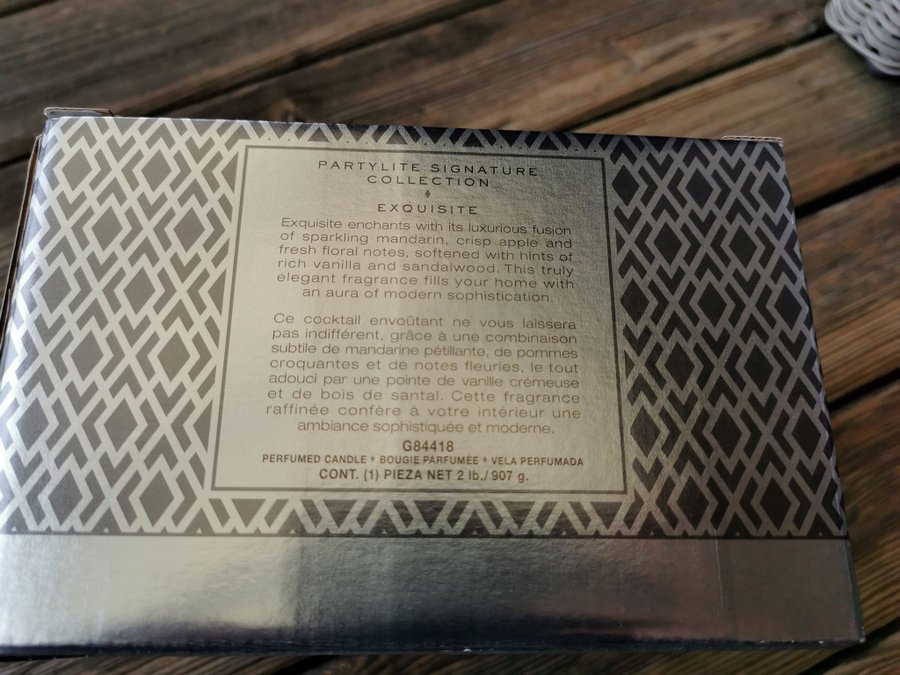 PARTYLITE SIGNATURE
COLLECTION
EXQUISITE
Exquisite enchants with its luxurious fusion
of sparkling mandarin, crisp apple and
fresh floral notes, softened with hints of
rich vanilla and sandalwood. This truly
elegant fragrance fills your home with
an aura of modern sophistication.
Ce cocktail envoûtant ne vous laissera
pas indifférent, grâce à une combinaison
subtile de mandarine pétillante, de pommes
croquantes et de notes fleuries, le tout
adouci par une pointe de vanille crémeuse
et de bois de santal. Cette fragrance
raffinée confère à votre intérieur une
ambiance sophistiquée et moderne.
G84418
PERFUMED CANDLE ♦ BOUGIE PARFUMÉE ♦ VELA PERFUMADA
CONT. (1) PIEZA NET 2 lb./ 907 g.